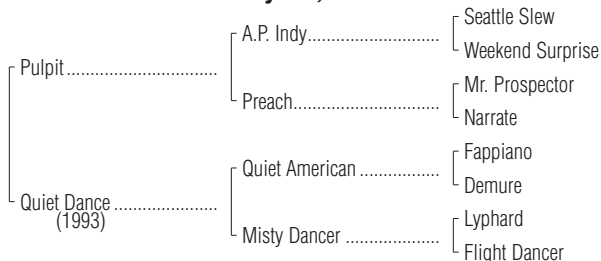 Seattle Slew
A.P. Indy
Weekend Surprise
Pulpit
Mr. Prospector
Preach
Narrate
Fappiano
Quiet American
Demure
Quiet Dance
(1993)
Lyphard
Misty Dancer
Flight Dancer